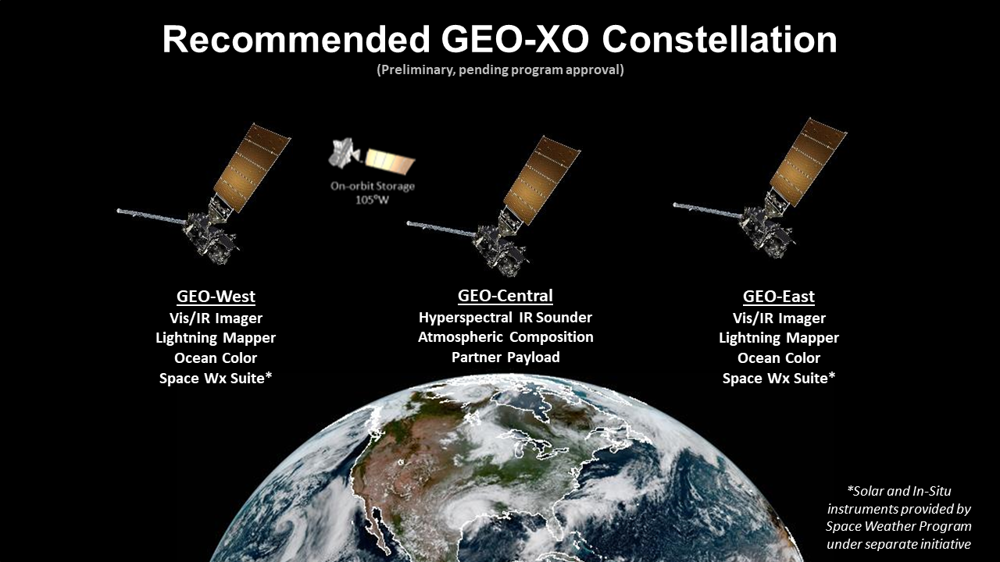 Recommended GEO-XO Constellation
(Preliminary, pending program approval)
On-orbit Storage
105°W
GEO-West
Vis/IR Imager
Lightning Mapper
Ocean Color
Space Wx Suite*
GEO-Central
Hyperspectral IR Sounder
Atmospheric Composition
Partner Payload
GEO-East
Vis/IR Imager
Lightning Mapper
Ocean Color
Space Wx Suite*
*Solar and In-Situ
instruments provided by
Space Weather Program
under separate initiative